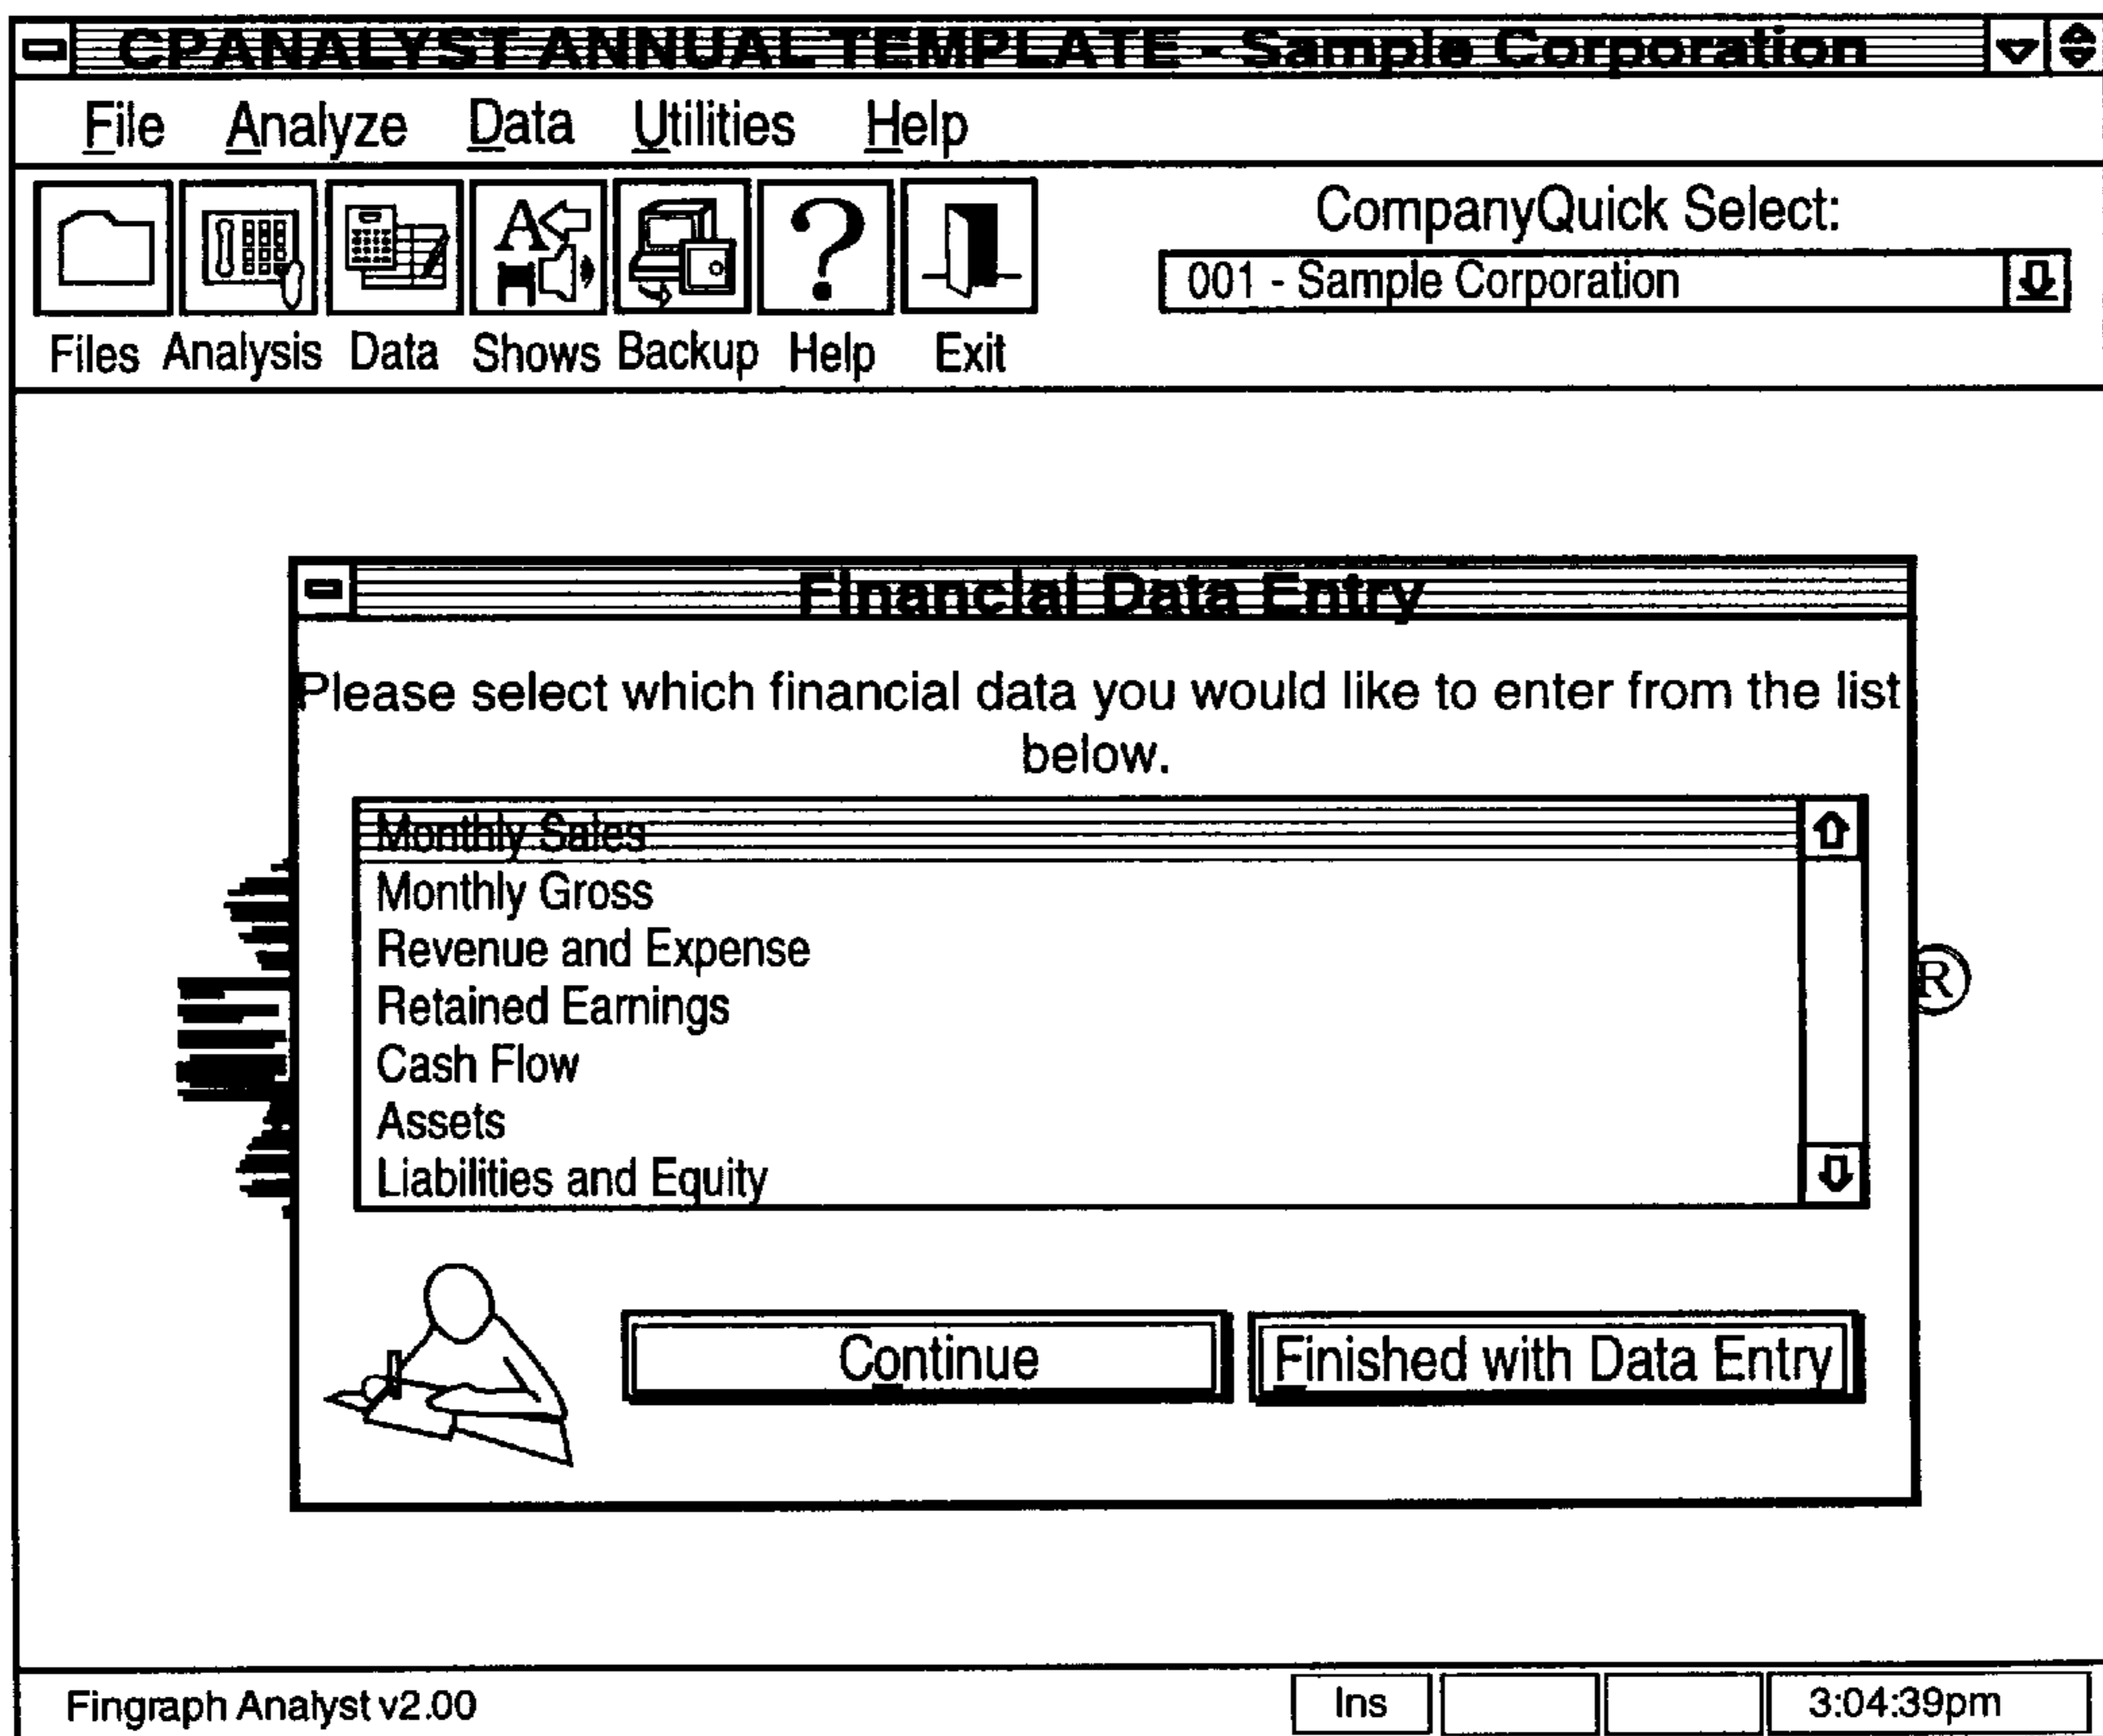 CPANALYST ANNUAL TEMPLATE - Sample Corporation
File Analyze Data Utilities Help
CompanyQuick Select:
001 - Sample Corporation
Files Analysis Data Shows Backup Help Exit
Financial Data Entry
Please select which financial data you would like to enter from the list
below.
Monthly Sales
Monthly Gross
Revenue and Expense
Retained Earnings
Cash Flow
Assets
Liabilities and Equity
®
Continue Finished with Data Entry
Fingraph Analyst v2.00 Ins 3:04:39pm